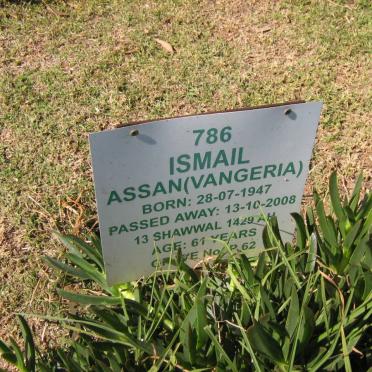 786
ISMAIL
ASSAN(VANGERIA)
BORN: 28-07-1947
PASSED AWAY: 13-10-2008
13 SHAWWAL 1429 AH
AGE: 61 YEARS